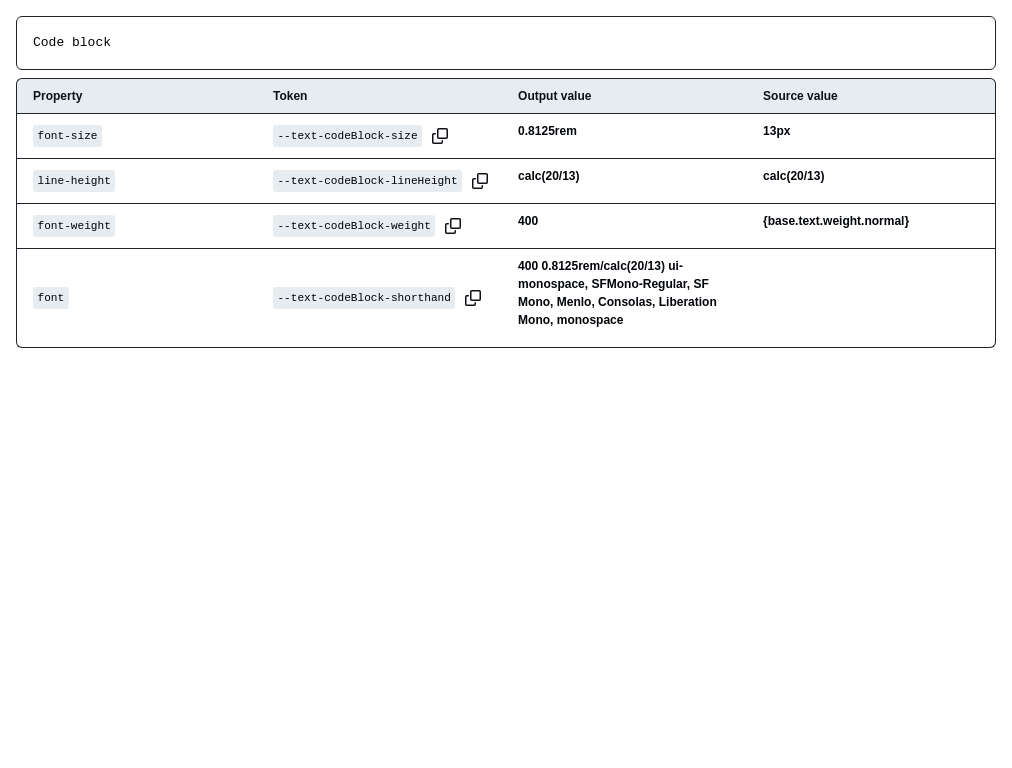 Code block
Property Token Output value Source value
font-size --text-codeBlock-size 0.8125rem 13px
line-height --text-codeBlock-lineHeight calc(20/13) calc(20/13)
font-weight --text-codeBlock-weight 400 {base.text.weight.normal}
font --text-codeBlock-shorthand 400 0.8125rem/calc(20/13) ui-
monospace, SFMono-Regular, SF
Mono, Menlo, Consolas, Liberation
Mono, monospace